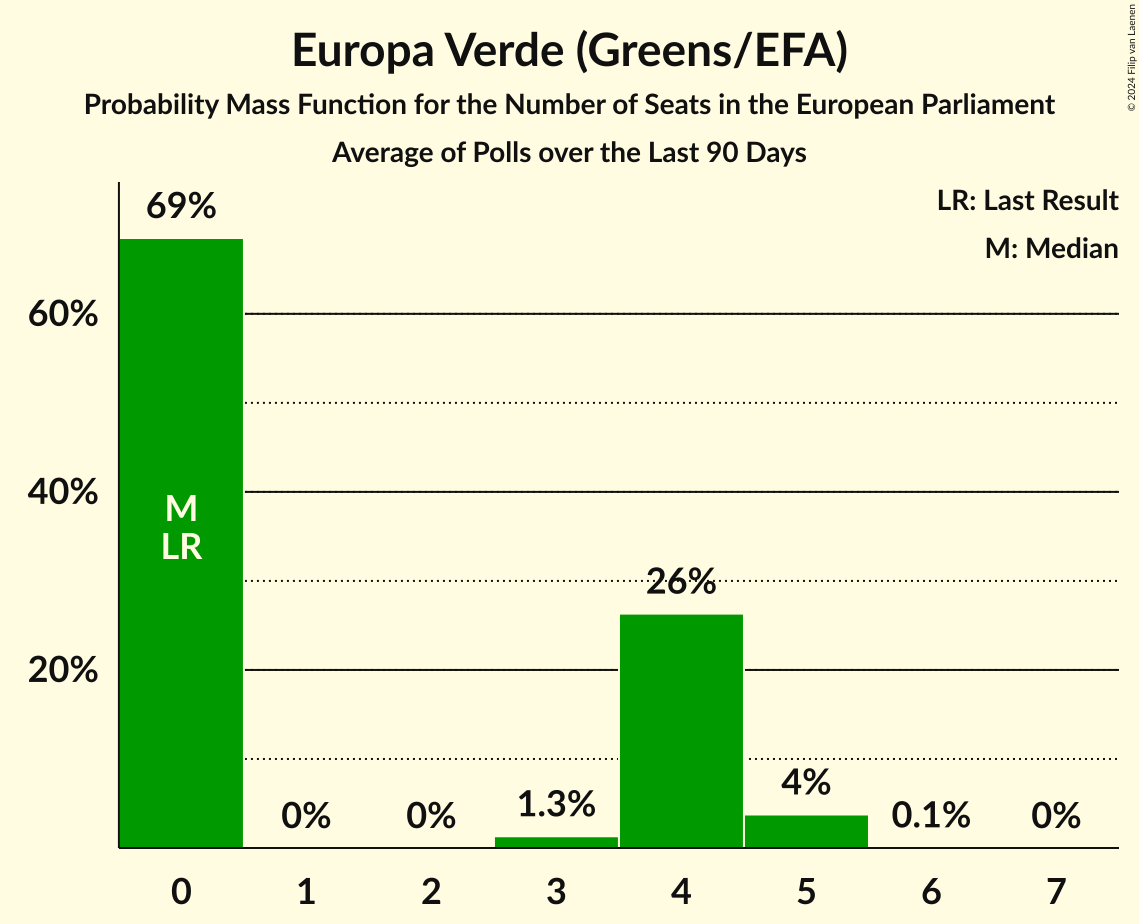 Europa Verde (Greens/EFA)
Probability Mass Function for the Number of Seats in the European Parliament
Average of Polls over the Last 90 Days
© 2024 Filip van Laenen
LR: Last Result
M: Median
69%
60%
40%
20%
M
LR
0%
0%
1.3%
26%
4%
0.1%
0%
0
1
2
3
4
5
6
7